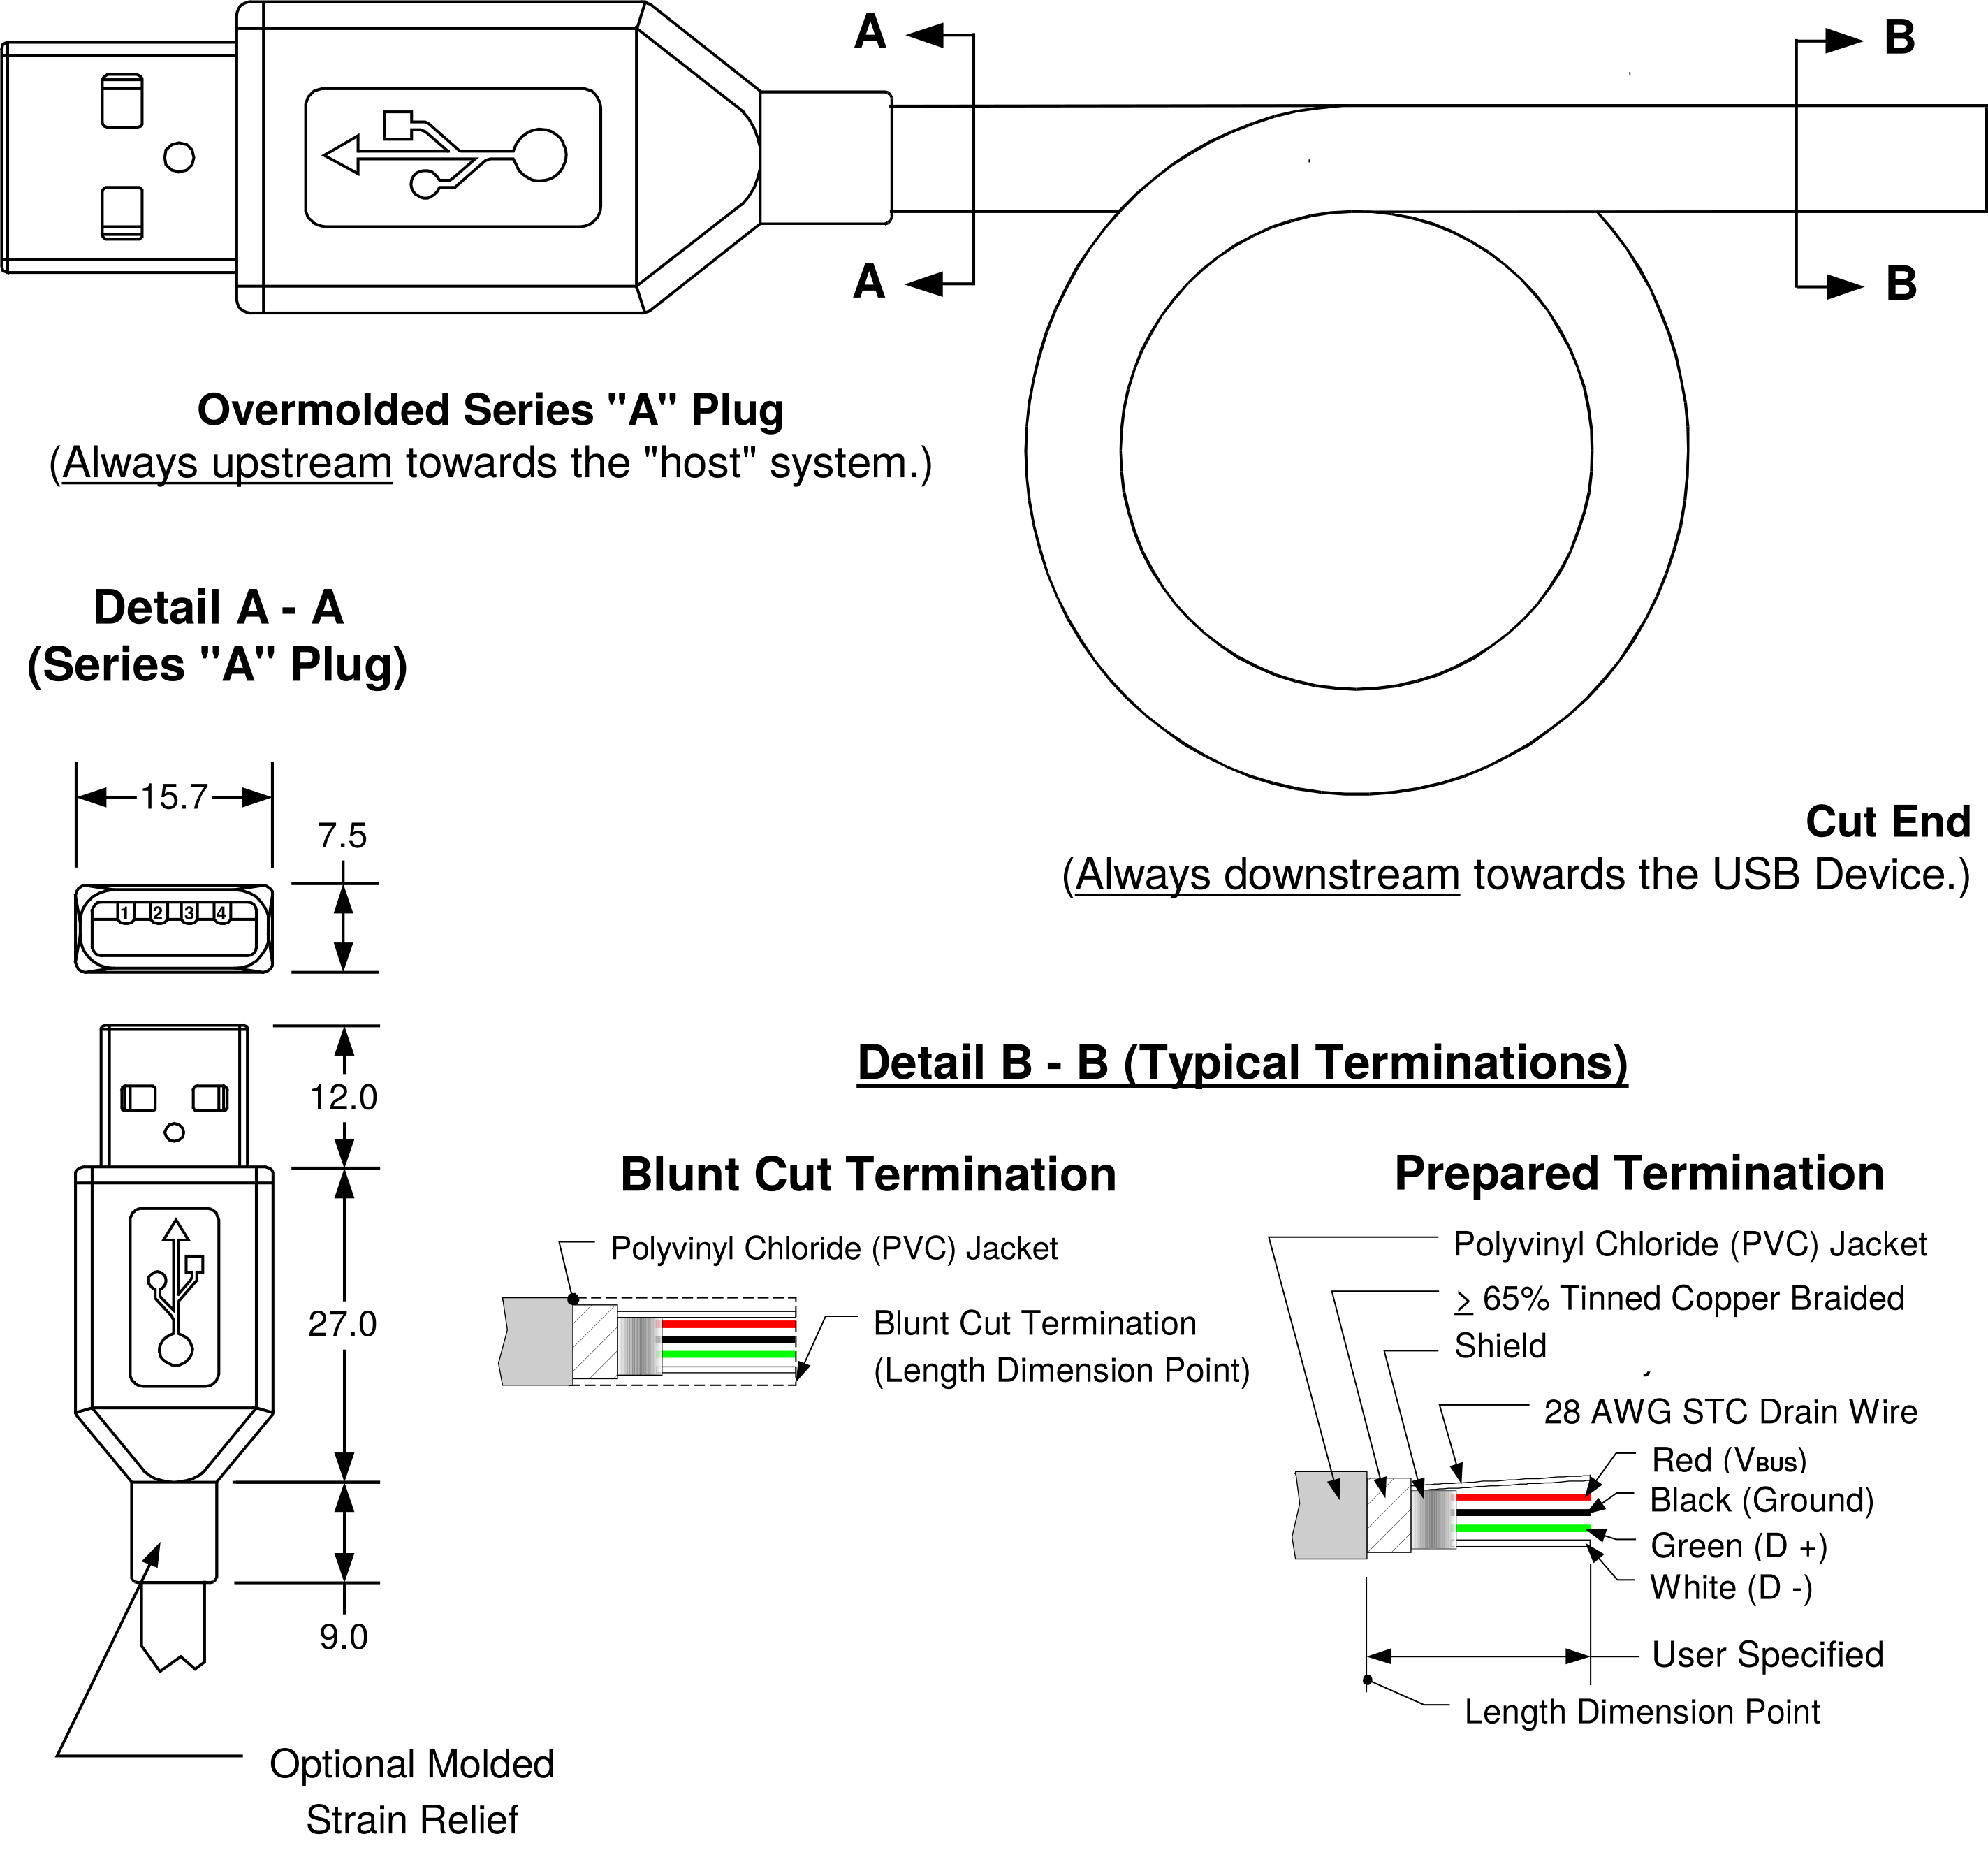 A
B
A
B
Overmolded Series "A" Plug
(Always upstream towards the "host" system.)
Detail A - A
(Series "A" Plug)
15.7
7.5
1 2 3 4
Cut End
(Always downstream towards the USB Device.)
12.0
27.0
9.0
Optional Molded
Strain Relief
Detail B - B (Typical Terminations)
Blunt Cut Termination
Polyvinyl Chloride (PVC) Jacket
Blunt Cut Termination
(Length Dimension Point)
Prepared Termination
Polyvinyl Chloride (PVC) Jacket
≥ 65% Tinned Copper Braided
Shield
28 AWG STC Drain Wire
Red (VBUS)
Black (Ground)
Green (D +)
White (D -)
User Specified
Length Dimension Point